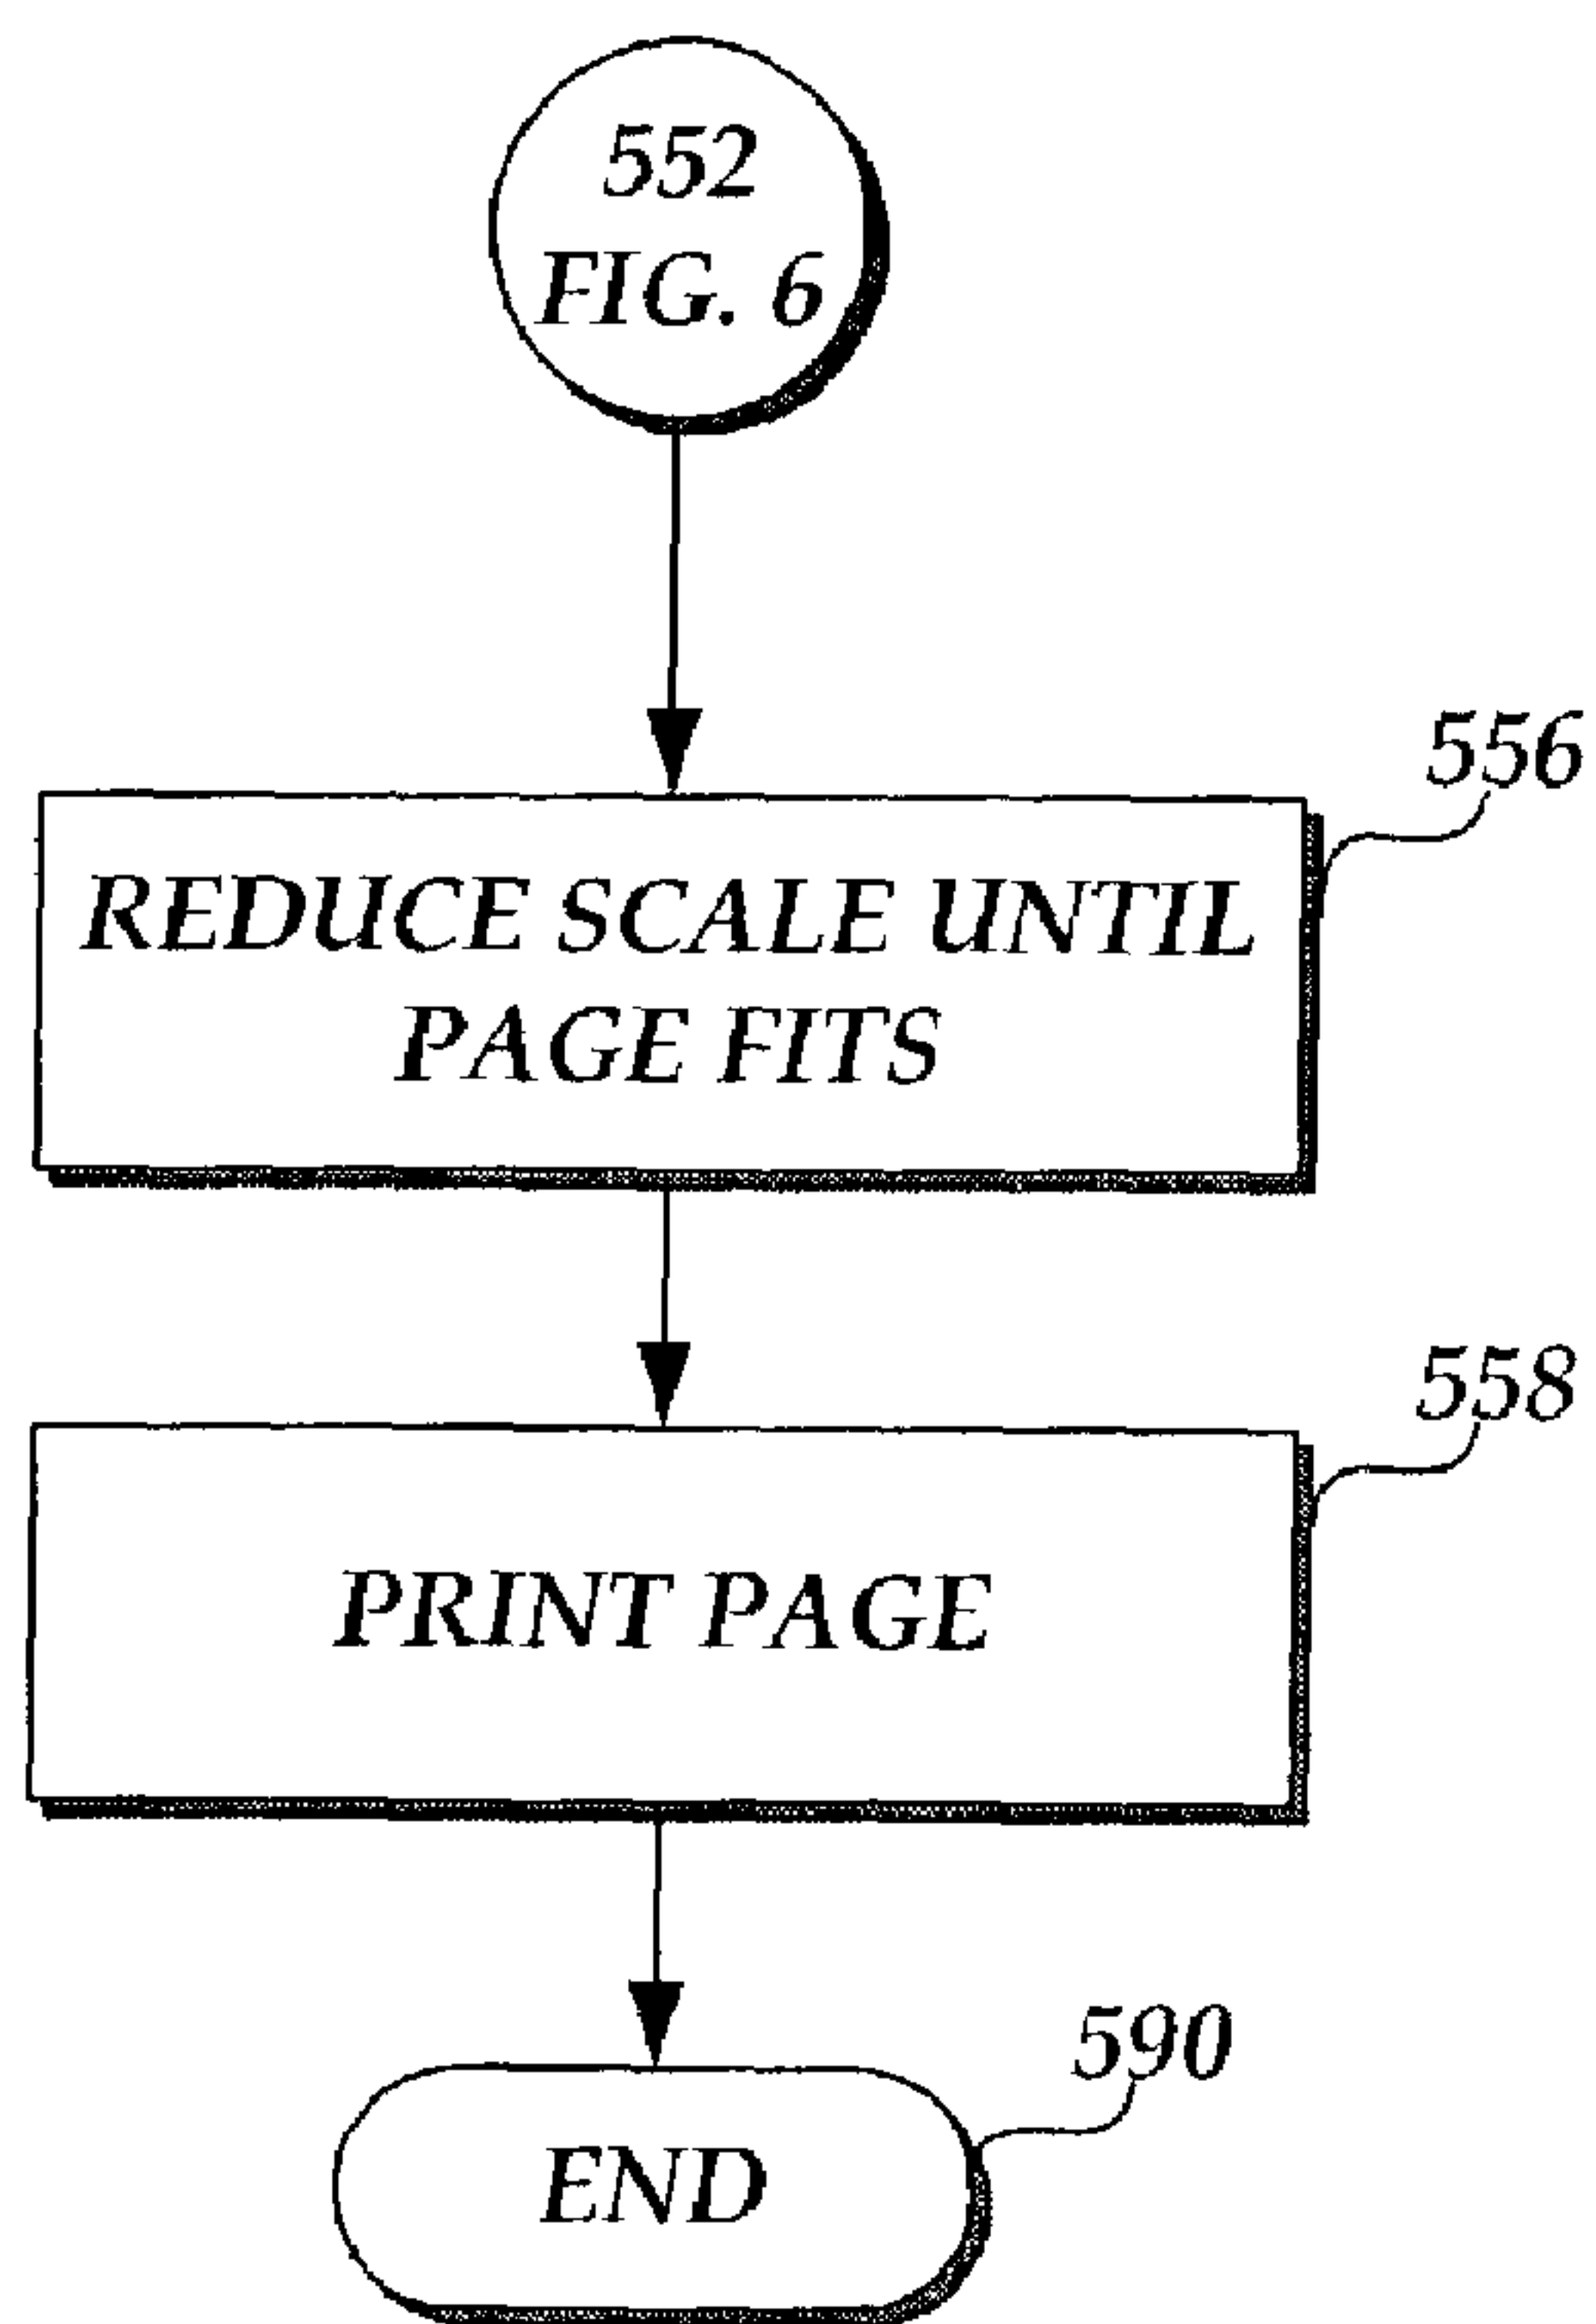 552
FIG. 6
556
REDUCE SCALE UNTIL
PAGE FITS
558
PRINT PAGE
590
END